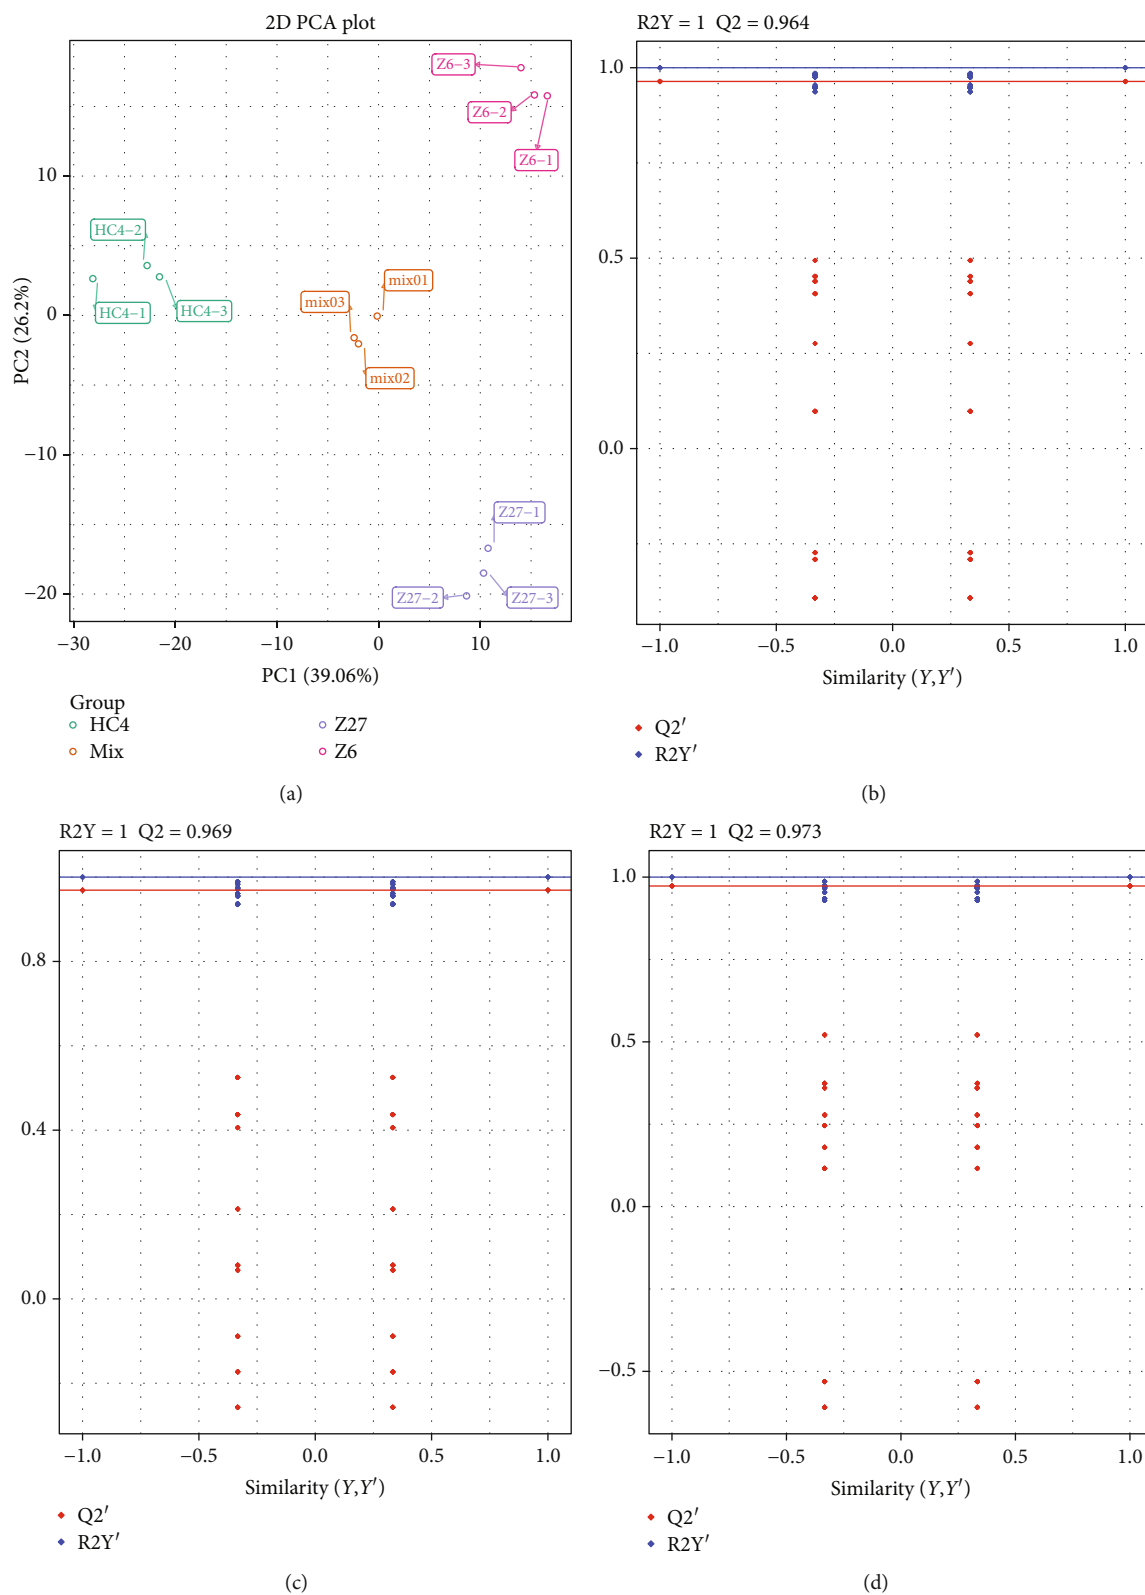 2D PCA plot
Z6−3
Z6−2
Z6−1
HC4−2
HC4−1
HC4−3
mix01
mix03
mix02
Z27−1
Z27−2
Z27−3
10
0
−10
−20
PC2 (26.2%)
−30 −20 −10 0 10
PC1 (39.06%)
Group
HC4
Z27
Mix
Z6
(a)
R2Y = 1 Q2 = 0.964
1.0
0.5
0.0
−1.0 −0.5 0.0 0.5 1.0
Similarity (Y,Y′)
Q2′
R2Y′
(b)
R2Y = 1 Q2 = 0.969
0.8
0.4
0.0
−1.0 −0.5 0.0 0.5 1.0
Similarity (Y,Y′)
Q2′
R2Y′
(c)
R2Y = 1 Q2 = 0.973
1.0
0.5
0.0
−0.5
−1.0 −0.5 0.0 0.5 1.0
Similarity (Y,Y′)
Q2′
R2Y′
(d)